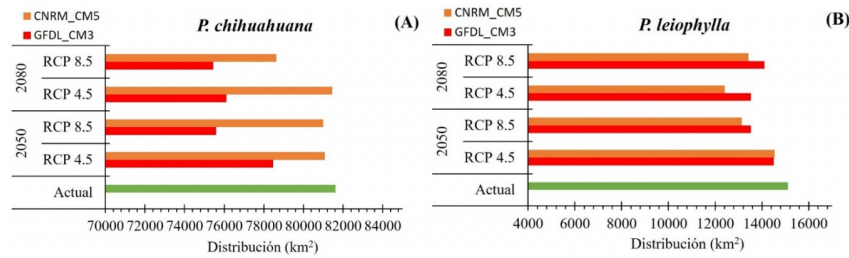 CNRM_CM5
GFDL_CM3
P. chihuahuana
(A)
2080
RCP 8.5
RCP 4.5
2050
RCP 8.5
RCP 4.5
Actual
70000 72000 74000 76000 78000 80000 82000 84000
Distribución (km²)
CNRM_CM5
GFDL_CM3
P. leiophylla
(B)
2080
RCP 8.5
RCP 4.5
2050
RCP 8.5
RCP 4.5
Actual
4000 6000 8000 10000 12000 14000 16000
Distribución (km²)